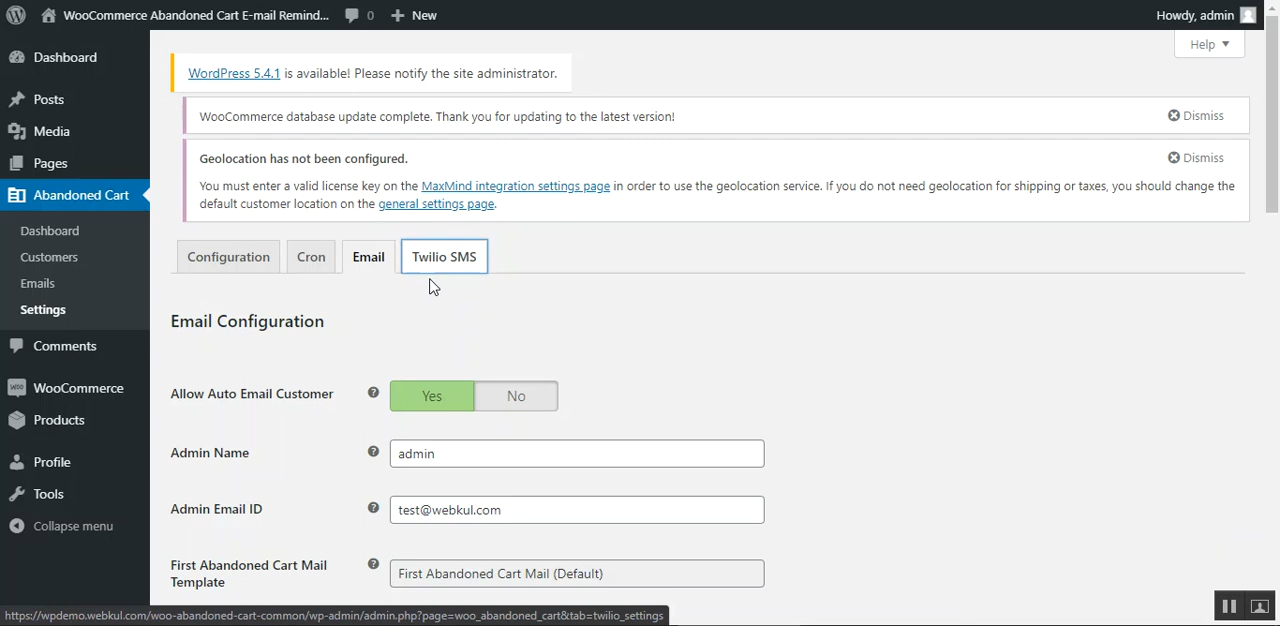 WooCommerce Abandoned Cart E-mail Remind... 0 New Howdy, admin
Help
Dashboard
Posts
Media
Pages
Abandoned Cart
Dashboard
Customers
Emails
Settings
Comments
WooCommerce
Products
Profile
Tools
Collapse menu
WordPress 5.4.1 is available! Please notify the site administrator.
WooCommerce database update complete. Thank you for updating to the latest version! Dismiss
Geolocation has not been configured. Dismiss
You must enter a valid license key on the MaxMind integration settings page in order to use the geolocation service. If you do not need geolocation for shipping or taxes, you should change the
default customer location on the general settings page.
Configuration Cron Email Twilio SMS
Email Configuration
Allow Auto Email Customer Yes No
Admin Name admin
Admin Email ID test@webkul.com
First Abandoned Cart Mail
Template
First Abandoned Cart Mail (Default)
https://wpdemo.webkul.com/woo-abandoned-cart-common/wp-admin/admin.php?page=woo_abandoned_cart&tab=twilio_settings